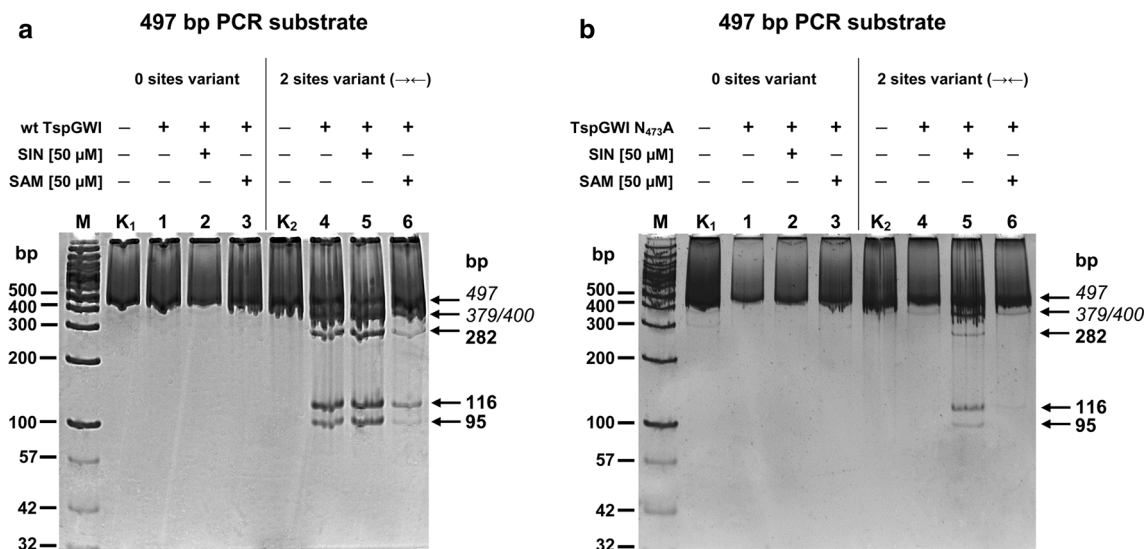 a
497 bp PCR substrate
0 sites variant
2 sites variant (→←)
wt TspGWI – + + + – + + +
SIN [50 µM] – – + – – – + –
SAM [50 µM] – – – + – – – +
M K₁ 1 2 3 K₂ 4 5 6
bp
bp
500
400
300
200
100
57
42
32
497
379/400
282
116
95
b
497 bp PCR substrate
0 sites variant
2 sites variant (→←)
TspGWI N₄₇₃A – + + + – + + +
SIN [50 µM] – – + – – – + –
SAM [50 µM] – – – + – – – +
M K₁ 1 2 3 K₂ 4 5 6
bp
bp
500
400
300
200
100
57
42
32
497
379/400
282
116
95